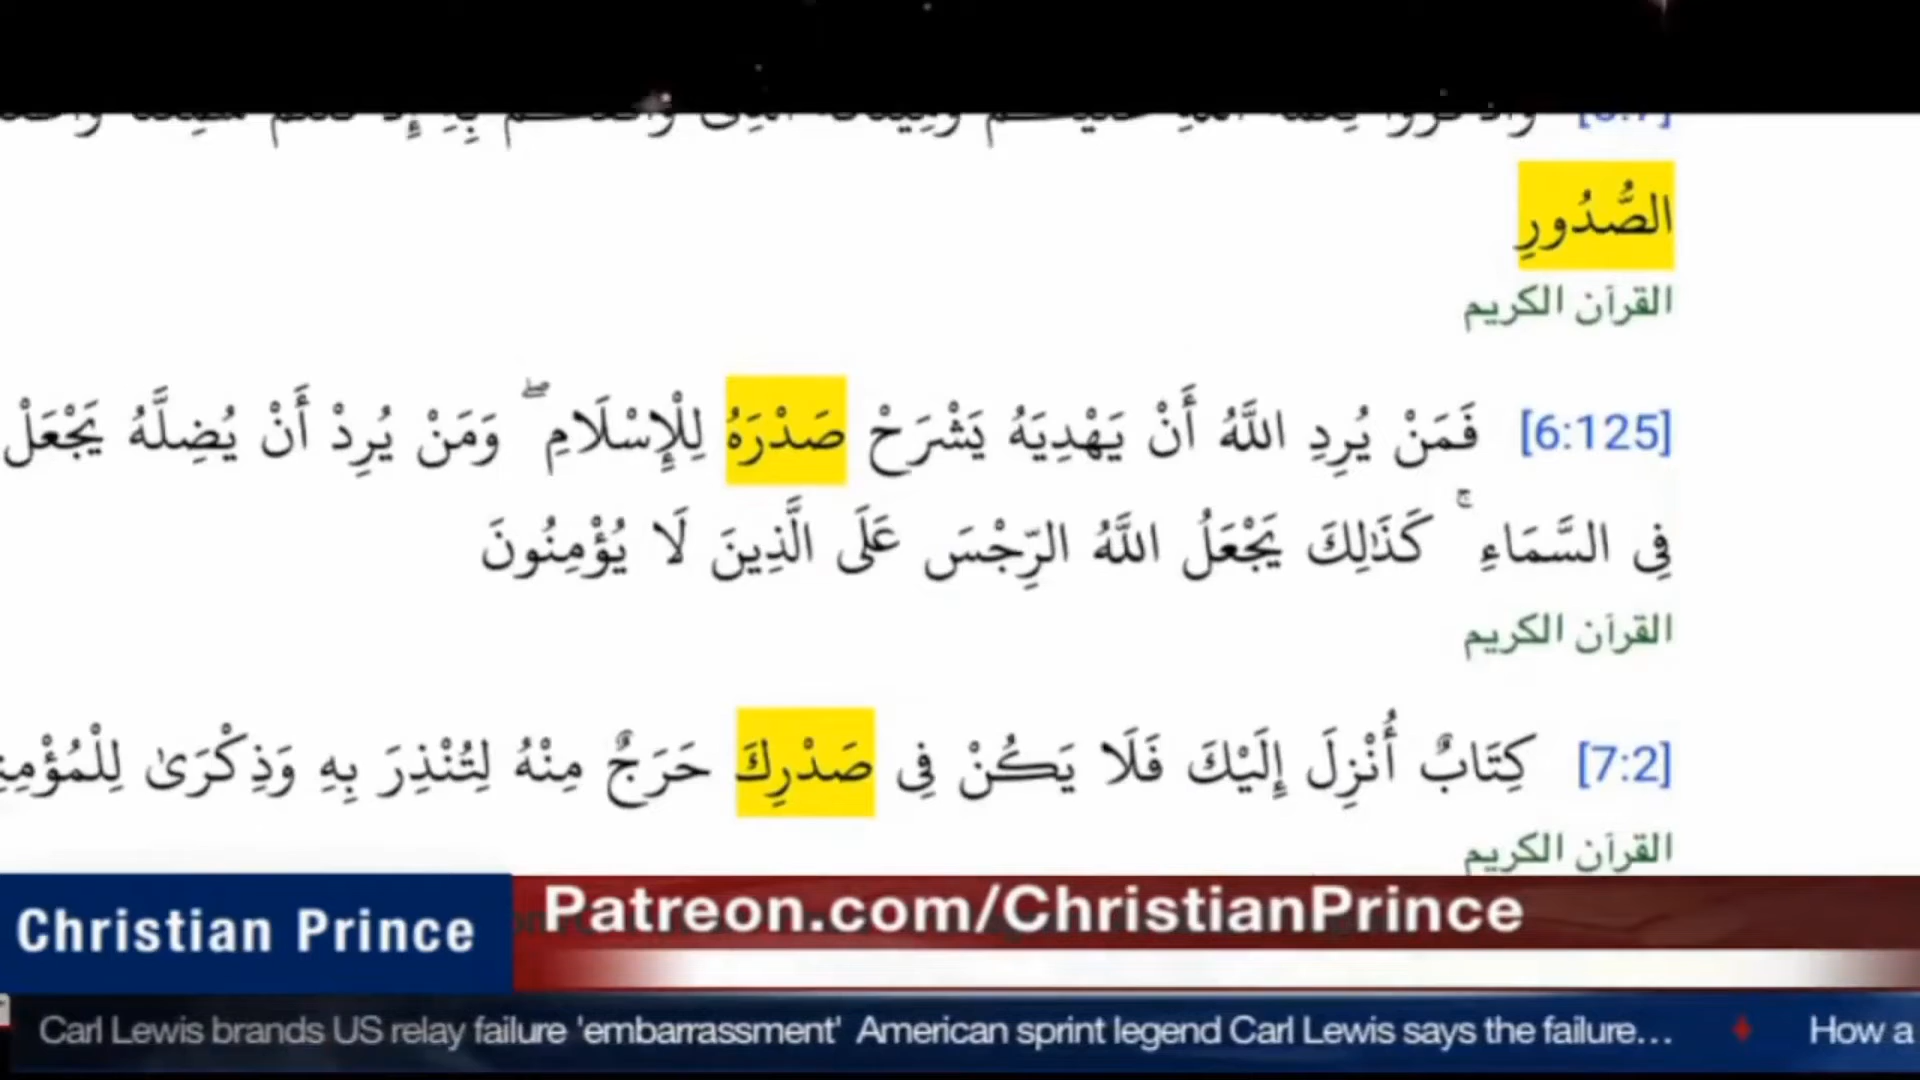 الصُّدُورِ
القرآن الكريم
[6:125] فَمَنْ يُرِدِ اللَّهُ أَنْ يَهْدِيَهُ يَشْرَحْ صَدْرَهُ لِلْإِسْلَامِ ۖ وَمَنْ يُرِدْ أَنْ يُضِلَّهُ يَجْعَلْ
فِى السَّمَاءِ ۚ كَذَٰلِكَ يَجْعَلُ اللَّهُ الرِّجْسَ عَلَى الَّذِينَ لَا يُؤْمِنُونَ
القرآن الكريم
[7:2] كِتَابٌ أُنْزِلَ إِلَيْكَ فَلَا يَكُنْ فِى صَدْرِكَ حَرَجٌ مِنْهُ لِتُنْذِرَ بِهِ وَذِكْرَىٰ
القرآن الكريم
Christian Prince
Patreon.com/ChristianPrince
Carl Lewis brands US relay failure 'embarrassment' American sprint legend Carl Lewis says the failure... How a